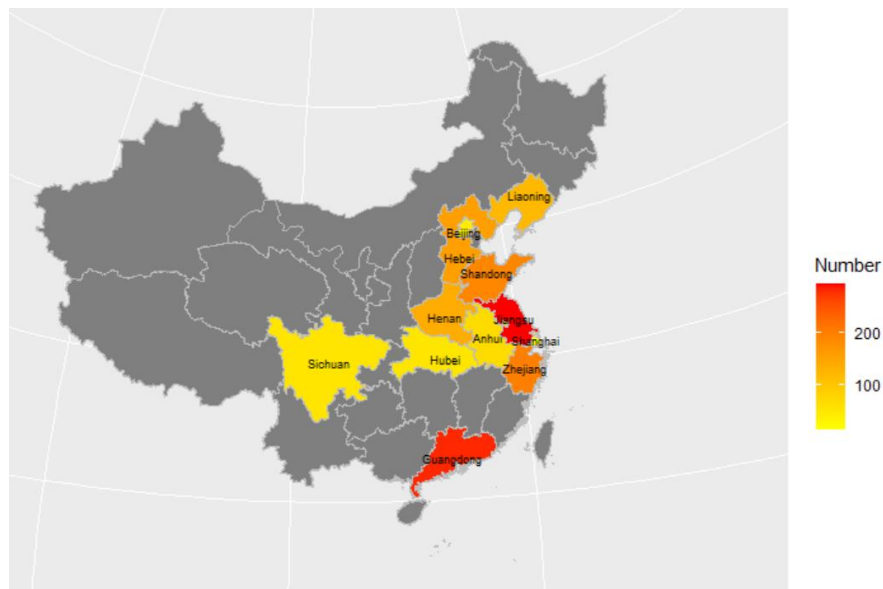 Liaoning
Beijing
Hebei
Shandong
Henan
Jiangsu
Anhui
Shanghai
Hubei
Sichuan
Zhejiang
Guangdong
Number
200
100